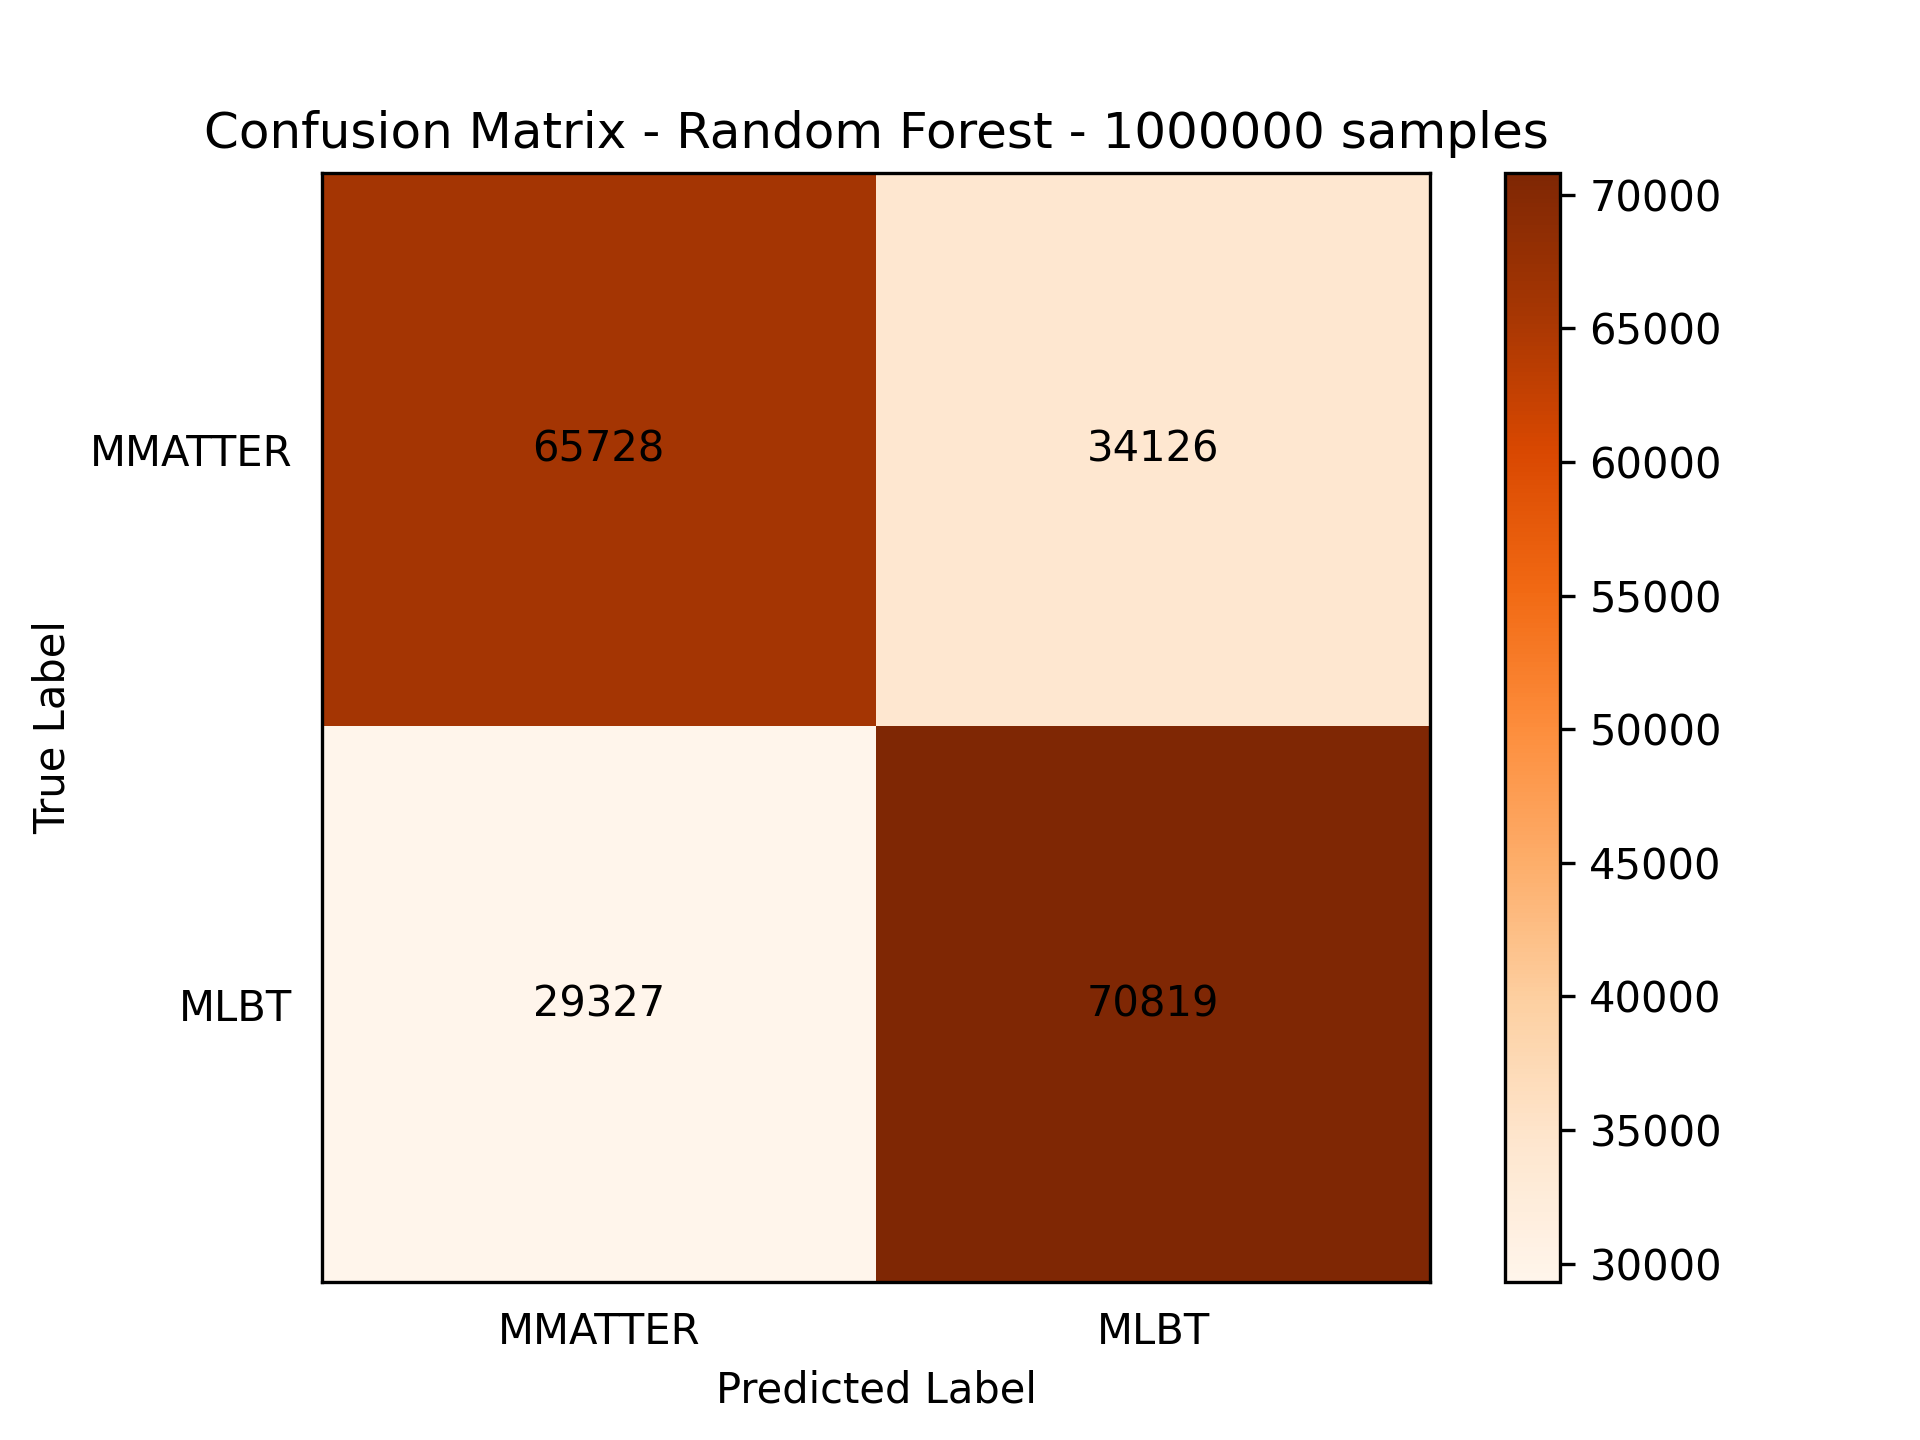 Confusion Matrix - Random Forest - 1000000 samples
70000
65000
60000
55000
50000
45000
40000
35000
30000
True Label
MMATTER
65728
34126
MLBT
29327
70819
MMATTER
MLBT
Predicted Label